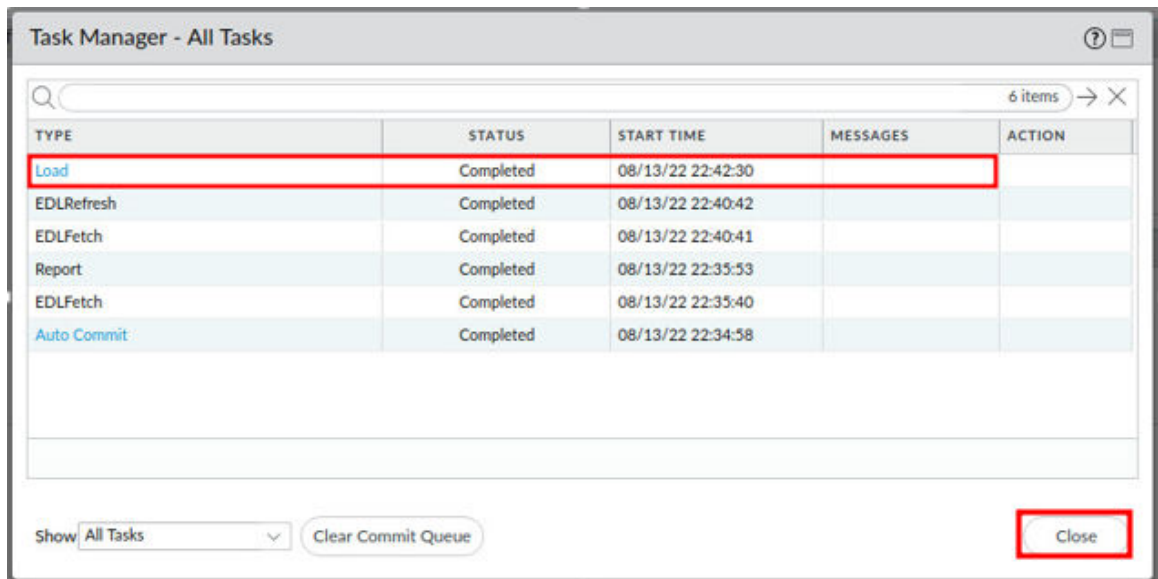 Task Manager - All Tasks
6 items
TYPE STATUS START TIME MESSAGES ACTION
Load Completed 08/13/22 22:42:30
EDLRefresh Completed 08/13/22 22:40:42
EDLFetch Completed 08/13/22 22:40:41
Report Completed 08/13/22 22:35:53
EDLFetch Completed 08/13/22 22:35:40
Auto Commit Completed 08/13/22 22:34:58
Show All Tasks Clear Commit Queue Close